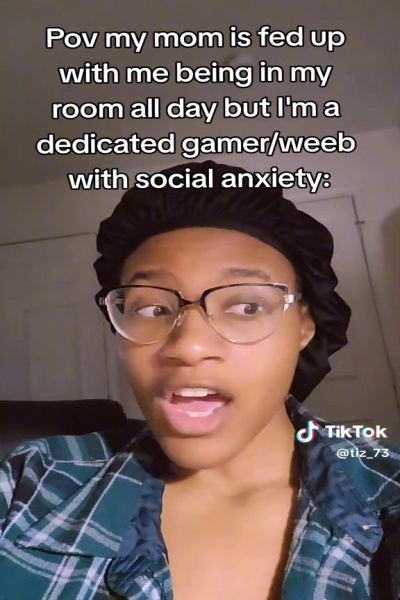 Pov my mom is fed up
with me being in my
room all day but I'm a
dedicated gamer/weeb
with social anxiety:
TikTok
@tiz_73